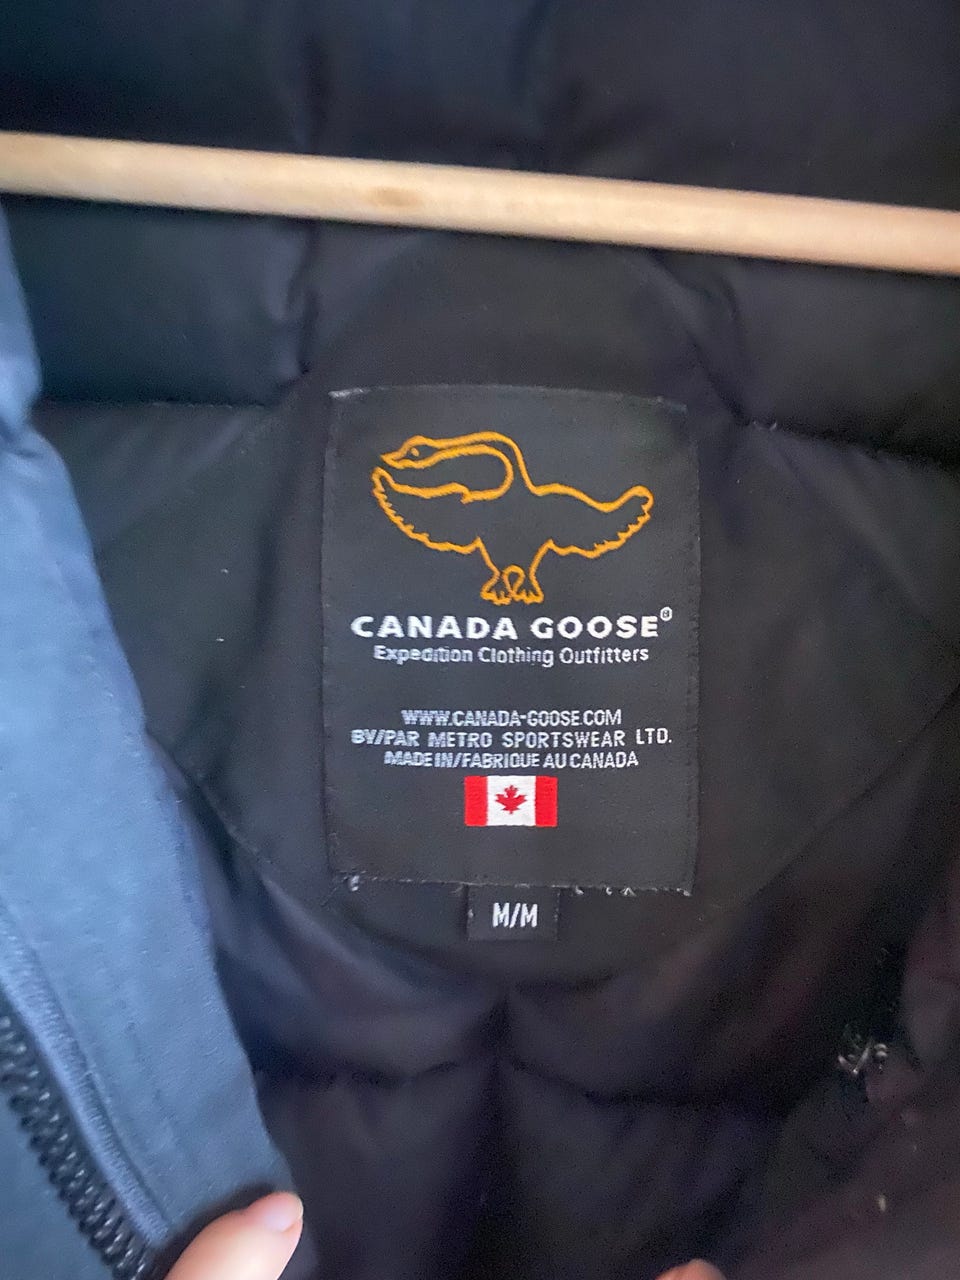 CANADA GOOSE®
Expedition Clothing Outfitters
WWW.CANADA-GOOSE.COM
BY/PAR METRO SPORTSWEAR LTD.
MADE IN/FABRIQUE AU CANADA
M/M